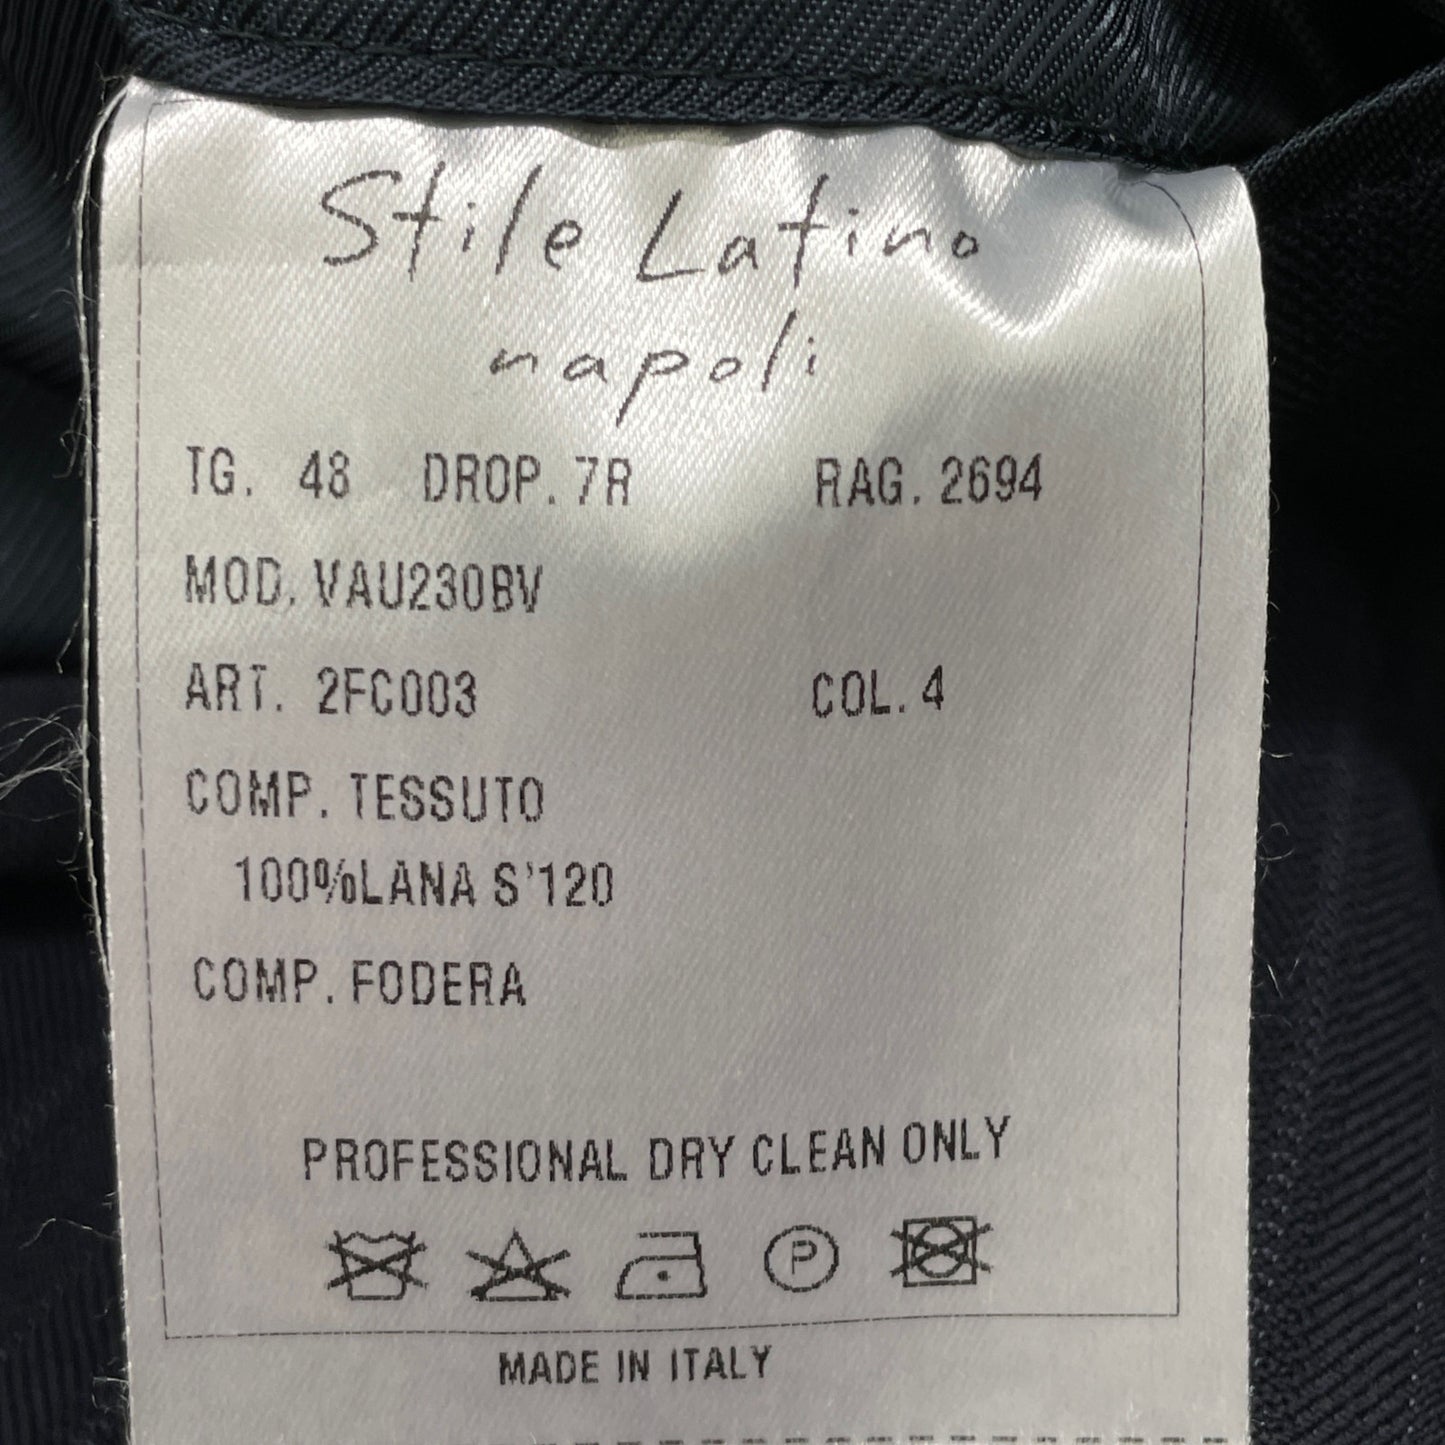 Stile Latino
napoli
TG. 48 DROP. 7R RAG. 2694
MOD. VAU230BV
ART. 2FC003 COL. 4
COMP. TESSUTO
100%LANA S'120
COMP. FODERA
PROFESSIONAL DRY CLEAN ONLY
P
MADE IN ITALY